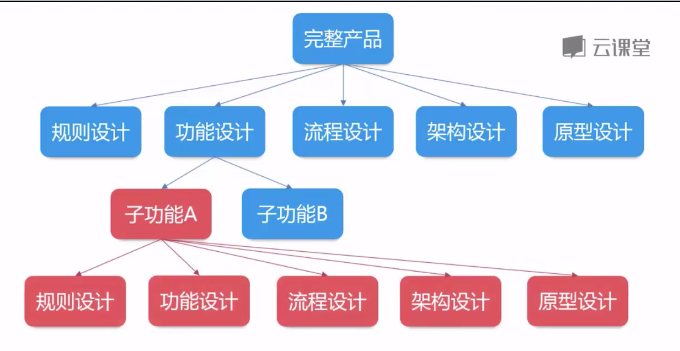 完整产品
云课堂
规则设计
功能设计
流程设计
架构设计
原型设计
子功能A
子功能B
规则设计
功能设计
流程设计
架构设计
原型设计